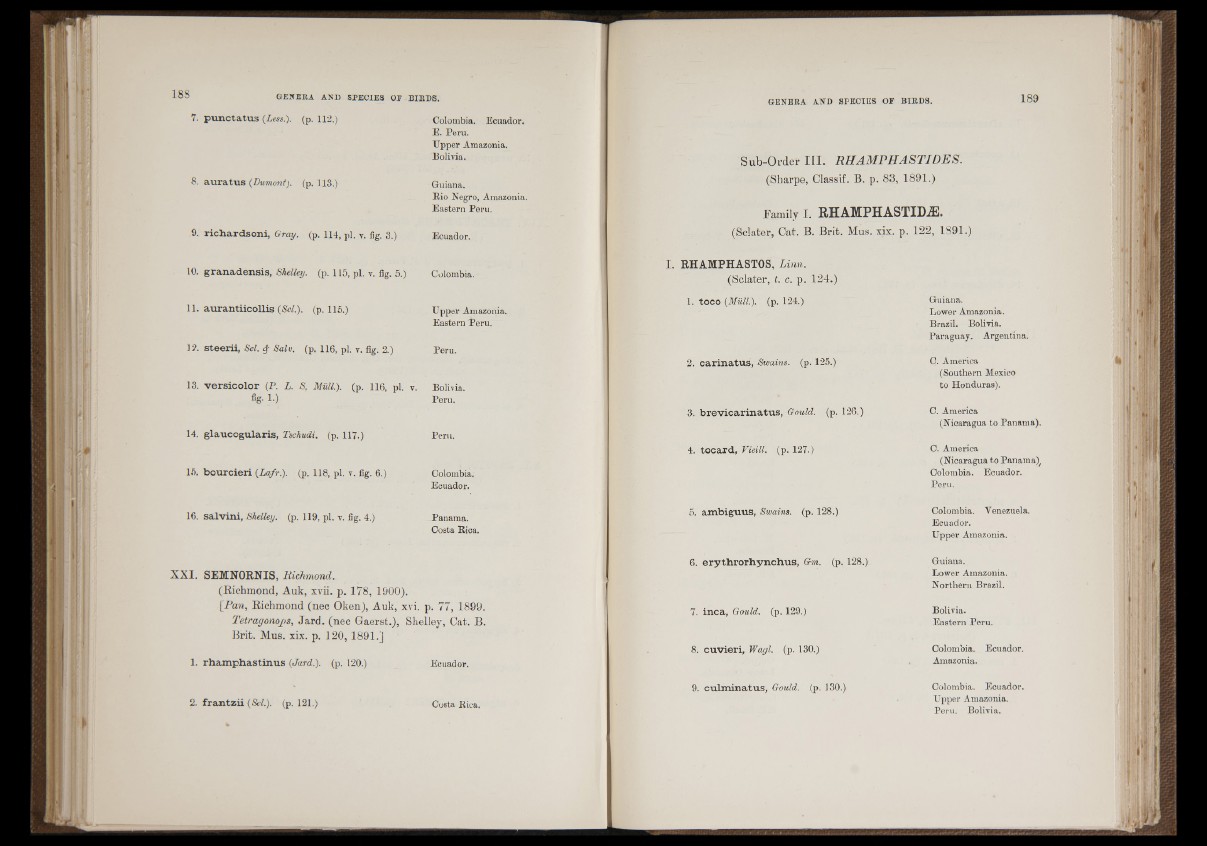 188 GENERA AND SPECIES OF BIRDS.
7. punctatus (Less.). (p. 112.) Colombia. Ecuador.
E. Peru.
Upper Amazonia.
Bolivia.
8. auratus (Dumont). (p. 113.) Guiana.
Rio Negro, Amazonia.
Eastern Peru.
9. richardsoni, Gray. (p. 114, pl. v. fig. 3.) Ecuador.
10. granadensis, Shelley. (p. 115, pl. v. fig. 5.) Colombia.
11. aurantiicollis (Scl.). (p. 115.) Upper Amazonia.
Eastern Peru.
12. steerii, Scl. & Salv. (p. 116, pl. v. fig. 2.) Peru.
13. versicolor (P. L. S. Müll.). (p. 116, pl. v. Bolivia.
fig. 1.) Peru.
14. glaucogularis, Tschudi. (p. 117.) Peru.
15. bourcieri (Lafr.). (p. 118, pl. v. fig. 6.) Colombia.
Ecuador.
16. salvini, Shelley. (p. 119, pl. v. fig. 4.) Panama.
Costa Rica.
XXI. SEMNORNIS, Richmond.
(Richmond, Auk, xvii. p. 178, 1900).
[Pan, Richmond (nec Oken), Auk, xvi. p. 77, 1899.
Tetragonops, Jard. (nec Gaerst.), Shelley, Cat. B.
Brit. Mus. xix. p. 120, 1891.]
1. rhamphastinus (Jard.). (p. 120.) Ecuador.
2. frantzii (Scl.). (p. 121.) Costa Rica.
GENERA AND SPECIES OF BIRDS. 189
Sub-Order III. RHAMPHASTIDES.
(Sharpe, Classif. B. p. 83, 1891.)
Family I. RHAMPHASTIDÆ.
(Sclater, Cat. B. Brit. Mus. xix. p. 122, 1891.)
I. RHAMPHASTOS, Linn.
(Sclater, t. c. p. 124.)
1. toco (Müll.). (p. 124.) Guiana.
Lower Amazonia.
Brazil. Bolivia.
Paraguay. Argentina.
2. carinatus, Swains. (p. 125.) C. America
(Southern Mexico
to Honduras).
3. brevicarinatus, Gould. (p. 126.) C. America
(Nicaragua to Panama).
4. tocard, Vieill. (p. 127.) C. America
(Nicaragua to Panama),
Colombia. Ecuador.
Peru.
5. ambiguus, Swains. (p. 128.) Colombia. Venezuela.
Ecuador.
Upper Amazonia.
6. erythrorhynchus, Gm. (p. 128.) Guiana.
Lower Amazonia.
Northern Brazil.
7. inca, Gould. (p. 129.) Bolivia.
Eastern Peru.
8. cuvieri, Wagl. (p. 130.) Colombia. Ecuador.
Amazonia.
9. culminatus, Gould. (p. 130.) Colombia. Ecuador.
Upper Amazonia.
Peru. Bolivia.